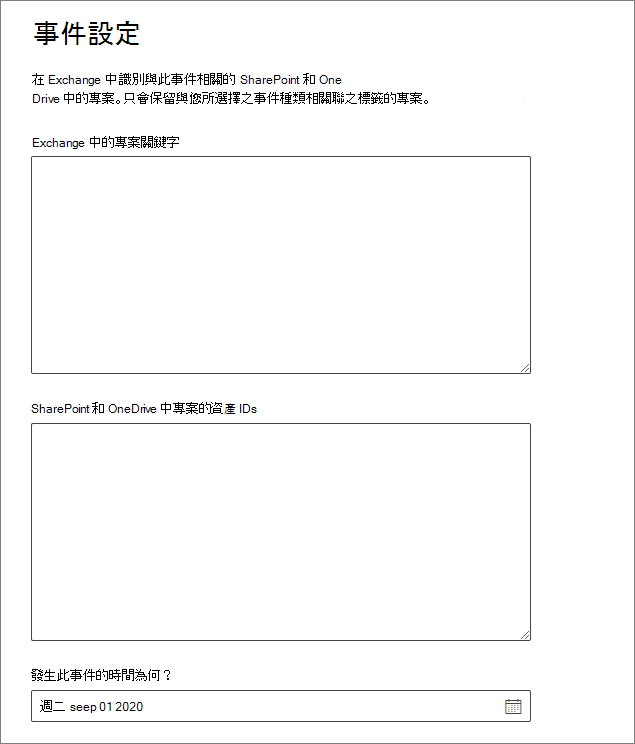 事件設定
在 Exchange 中識別與此事件相關的 SharePoint 和 One
Drive 中的專案。只會保留與您所選擇之事件種類相關聯之標籤的專案。
Exchange 中的專案關鍵字
SharePoint 和 OneDrive 中專案的資產 IDs
發生此事件的時間為何？
週二 seep 01 2020